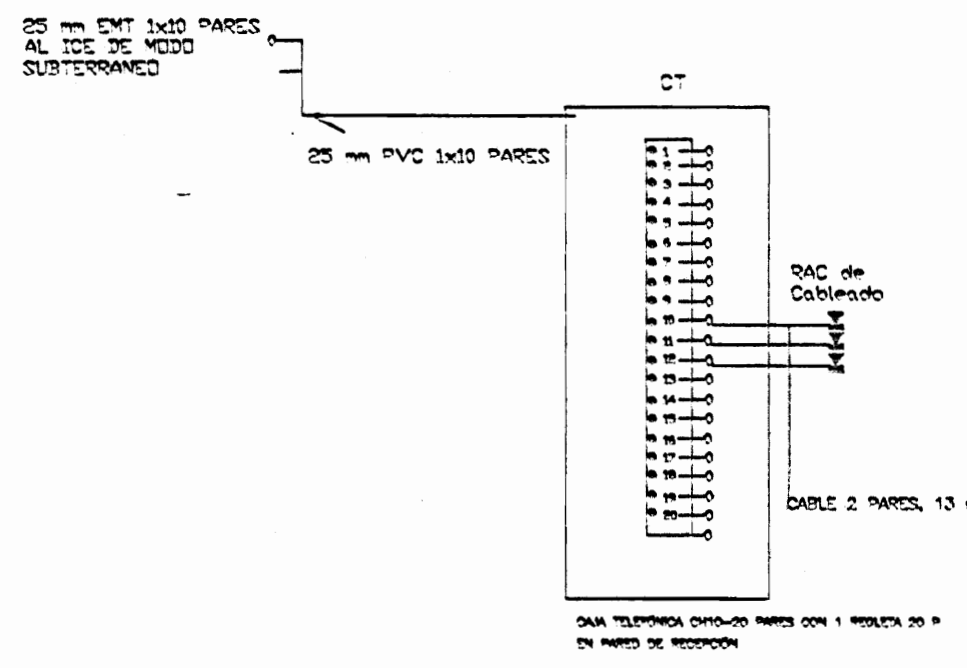 25 mm EMT 1x10 PARES
AL ICE DE MODO
SUBTERRANEO
CT
25 mm PVC 1x10 PARES
1
2
3
4
5
6
7
8
9
10
11
12
13
14
15
16
17
18
19
20
RAC de
Cableado
CABLE 2 PARES, 13
CAJA TELEFÓNICA CH10-20 PARES CON 1 REGLETA 20 P
EN PARED DE RECEPCIÓN